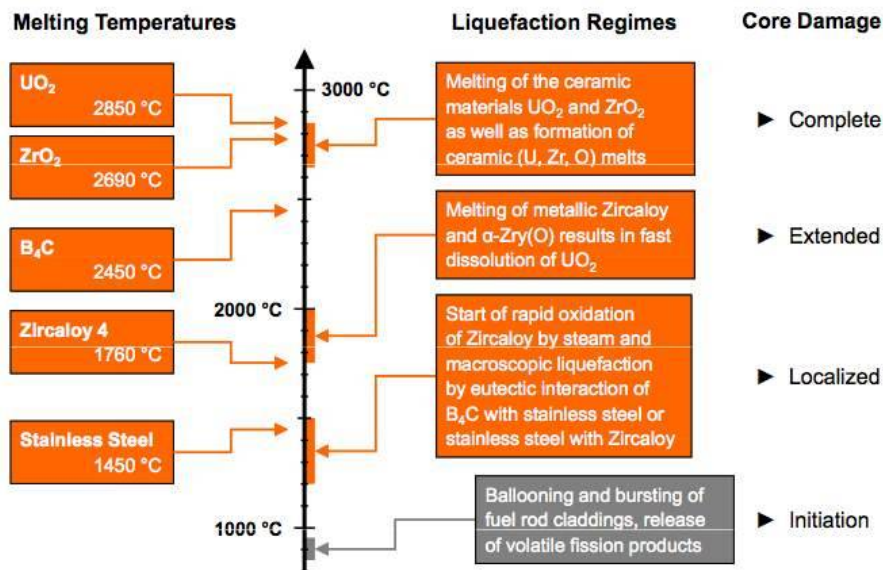 Melting Temperatures
Liquefaction Regimes
Core Damage
UO₂
2850 °C
ZrO₂
2690 °C
B₄C
2450 °C
Zircaloy 4
1760 °C
Stainless Steel
1450 °C
3000 °C
2000 °C
1000 °C
Melting of the ceramic
materials UO₂ and ZrO₂
as well as formation of
ceramic (U, Zr, O) melts
► Complete
Melting of metallic Zircaloy
and α-Zry(O) results in fast
dissolution of UO₂
► Extended
Start of rapid oxidation
of Zircaloy by steam and
macroscopic liquefaction
by eutectic interaction of
B₄C with stainless steel or
stainless steel with Zircaloy
► Localized
Ballooning and bursting of
fuel rod claddings, release
of volatile fission products
► Initiation